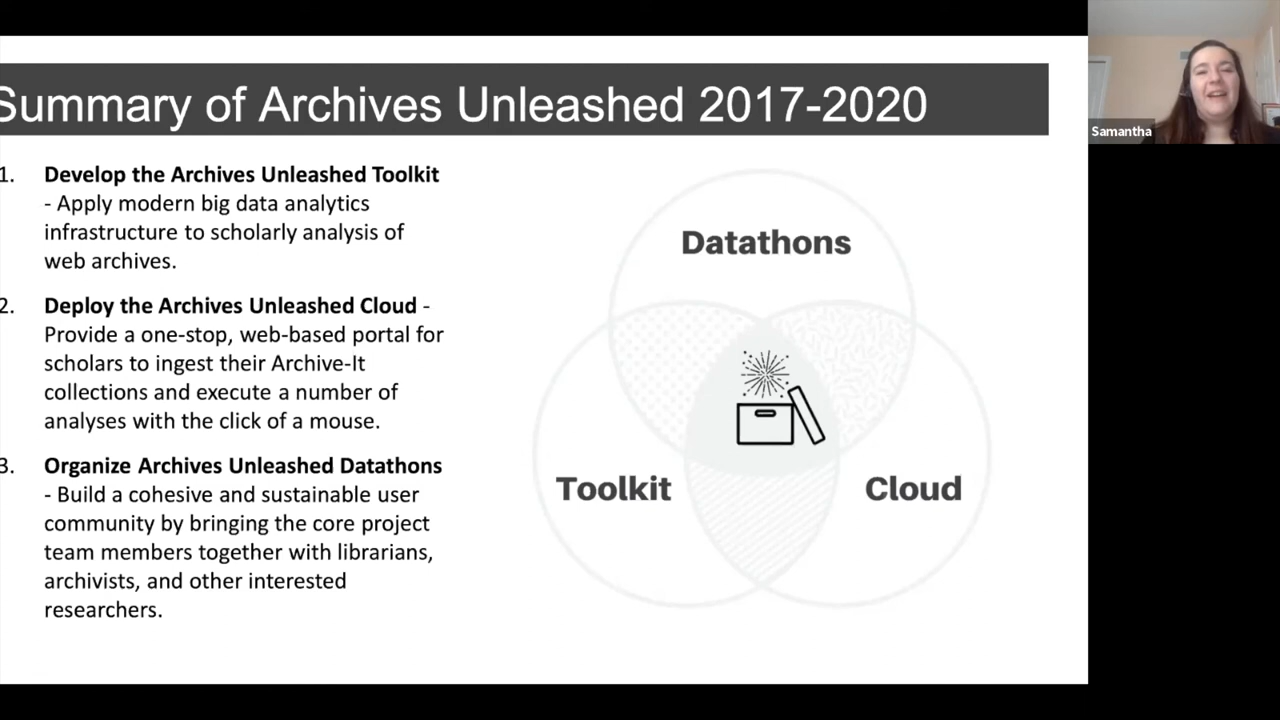 Summary of Archives Unleashed 2017-2020
Samantha
1. Develop the Archives Unleashed Toolkit
- Apply modern big data analytics
infrastructure to scholarly analysis of
web archives.
2. Deploy the Archives Unleashed Cloud -
Provide a one-stop, web-based portal for
scholars to ingest their Archive-It
collections and execute a number of
analyses with the click of a mouse.
3. Organize Archives Unleashed Datathons
- Build a cohesive and sustainable user
community by bringing the core project
team members together with librarians,
archivists, and other interested
researchers.
Datathons
Toolkit
Cloud